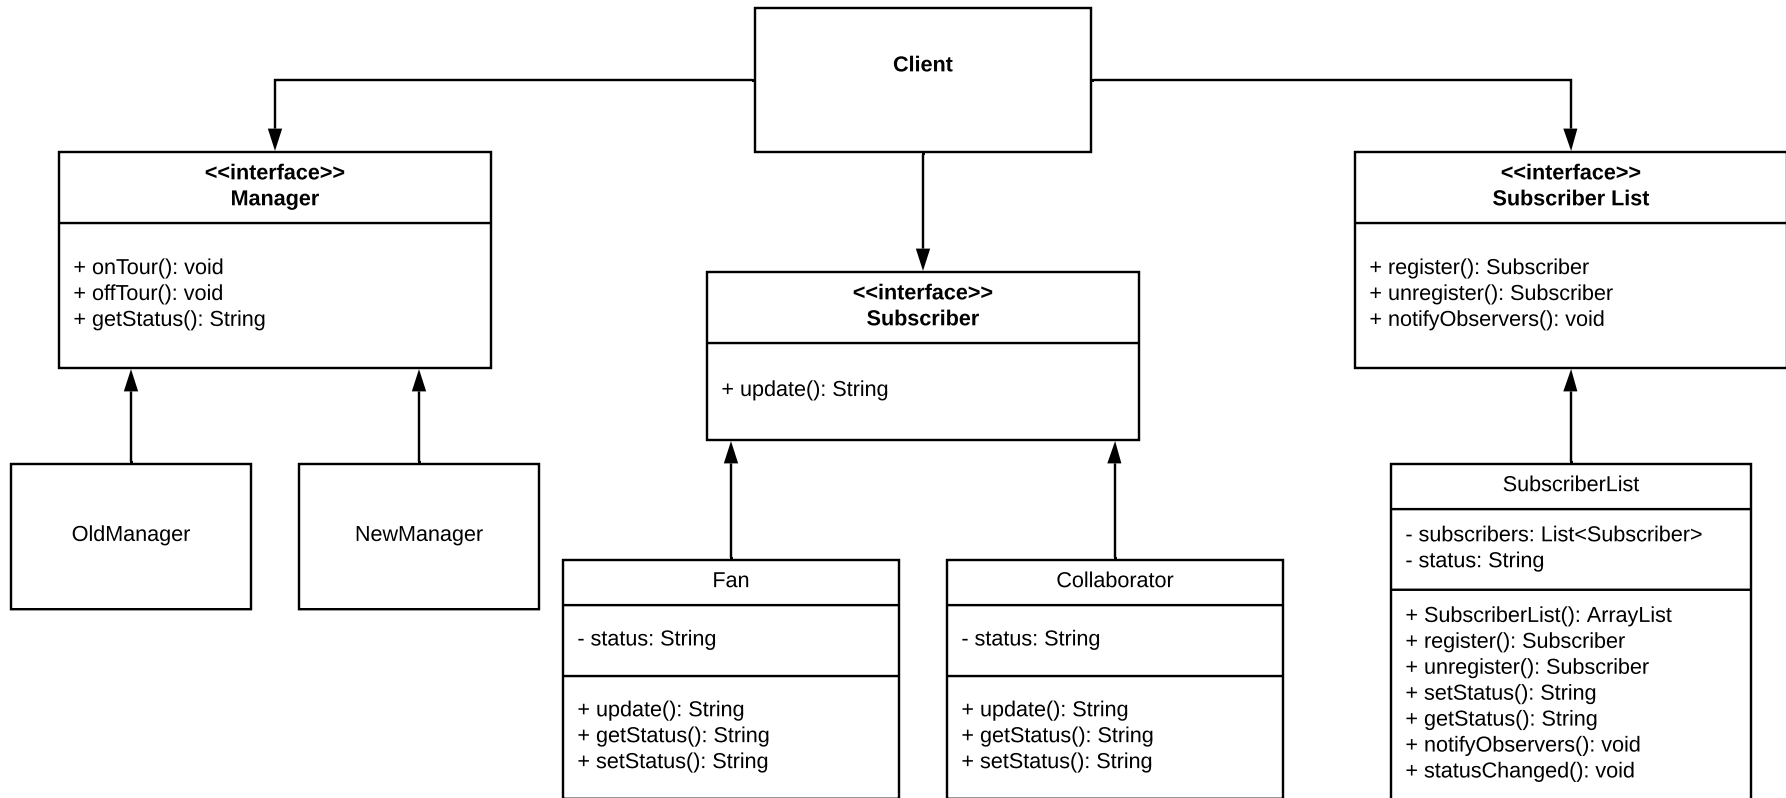 Client
<<interface>>
Manager
+ onTour(): void
+ offTour(): void
+ getStatus(): String
<<interface>>
Subscriber
+ update(): String
<<interface>>
Subscriber List
+ register(): Subscriber
+ unregister(): Subscriber
+ notifyObservers(): void
OldManager
NewManager
Fan
- status: String
+ update(): String
+ getStatus(): String
+ setStatus(): String
Collaborator
- status: String
+ update(): String
+ getStatus(): String
+ setStatus(): String
SubscriberList
- subscribers: List<Subscriber>
- status: String
+ SubscriberList(): ArrayList
+ register(): Subscriber
+ unregister(): Subscriber
+ setStatus(): String
+ getStatus(): String
+ notifyObservers(): void
+ statusChanged(): void